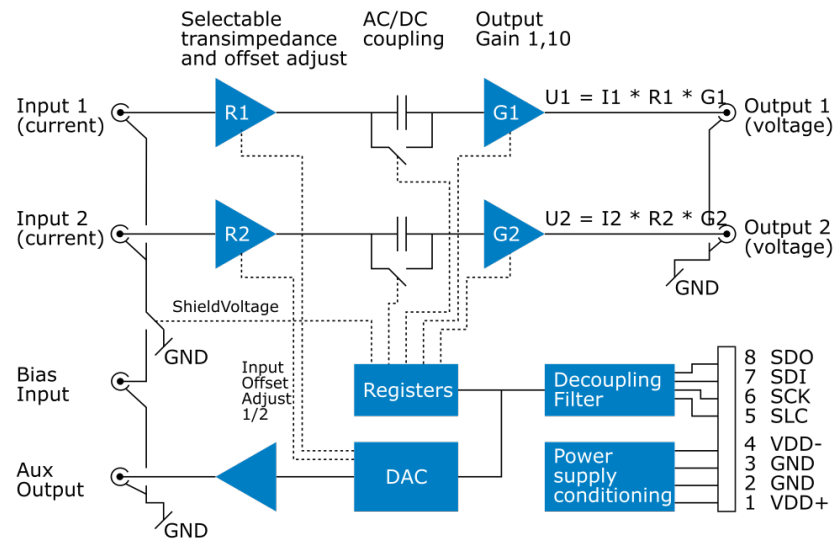 Selectable
transimpedance
and offset adjust
AC/DC
coupling
Output
Gain 1,10
Input 1
(current)
R1
G1
U1 = I1 * R1 * G1
Output 1
(voltage)
Input 2
(current)
R2
G2
U2 = I2 * R2 * G2
Output 2
(voltage)
GND
ShieldVoltage
GND
Bias
Input
Input
Offset
Adjust
1/2
Registers
Decoupling
Filter
8 SDO
7 SDI
6 SCK
5 SLC
Aux
Output
DAC
Power
supply
conditioning
4 VDD-
3 GND
2 GND
1 VDD+
GND